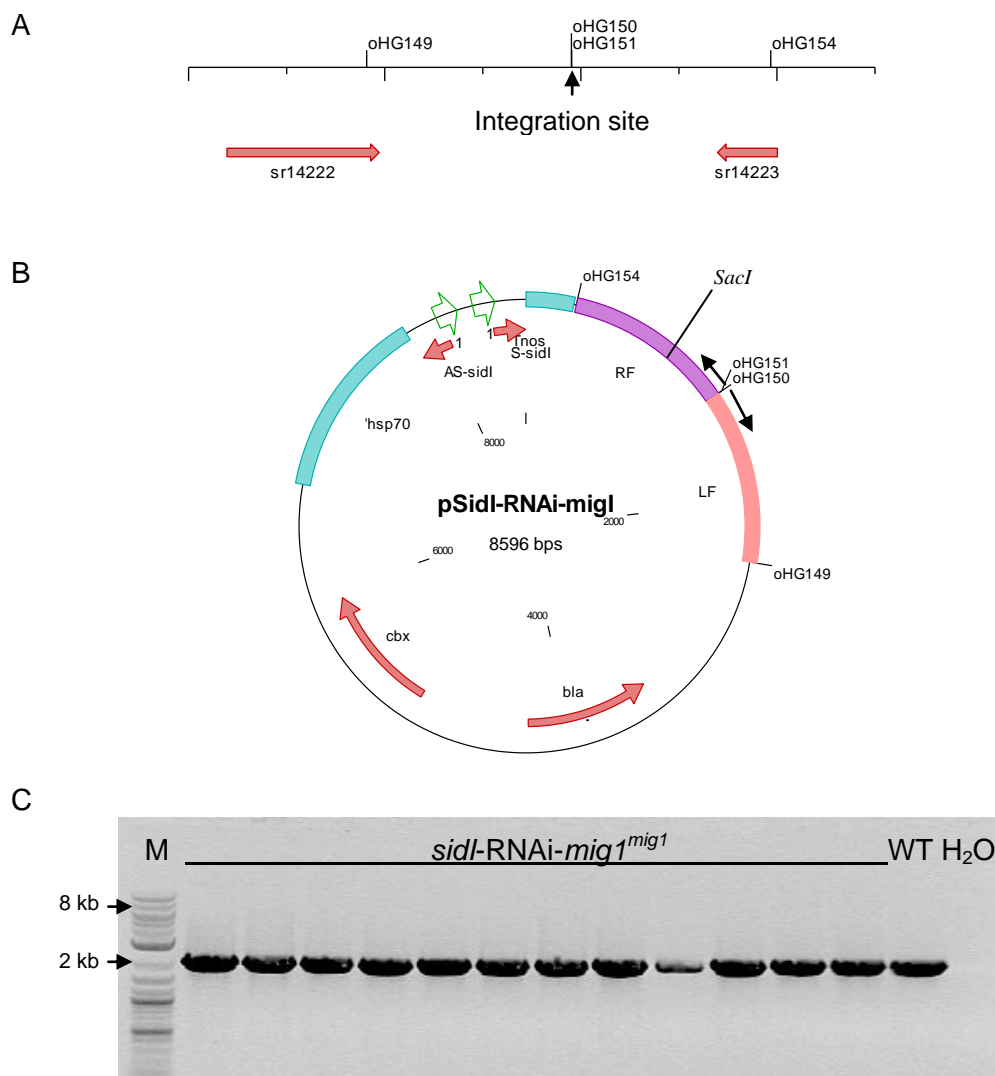 A
oHG149
oHG150
oHG151
oHG154
Integration site
sr14222
sr14223
B
oHG154
SacI
1
1
Tnos
S-sidI
AS-sidI
RF
oHG151
oHG150
'hsp70
8000
pSidI-RNAi-migI
LF
2000
8596 bps
6000
oHG149
4000
cbx
bla
C
M
sidI-RNAi-mig1^mig1
WT H₂O
8 kb
2 kb